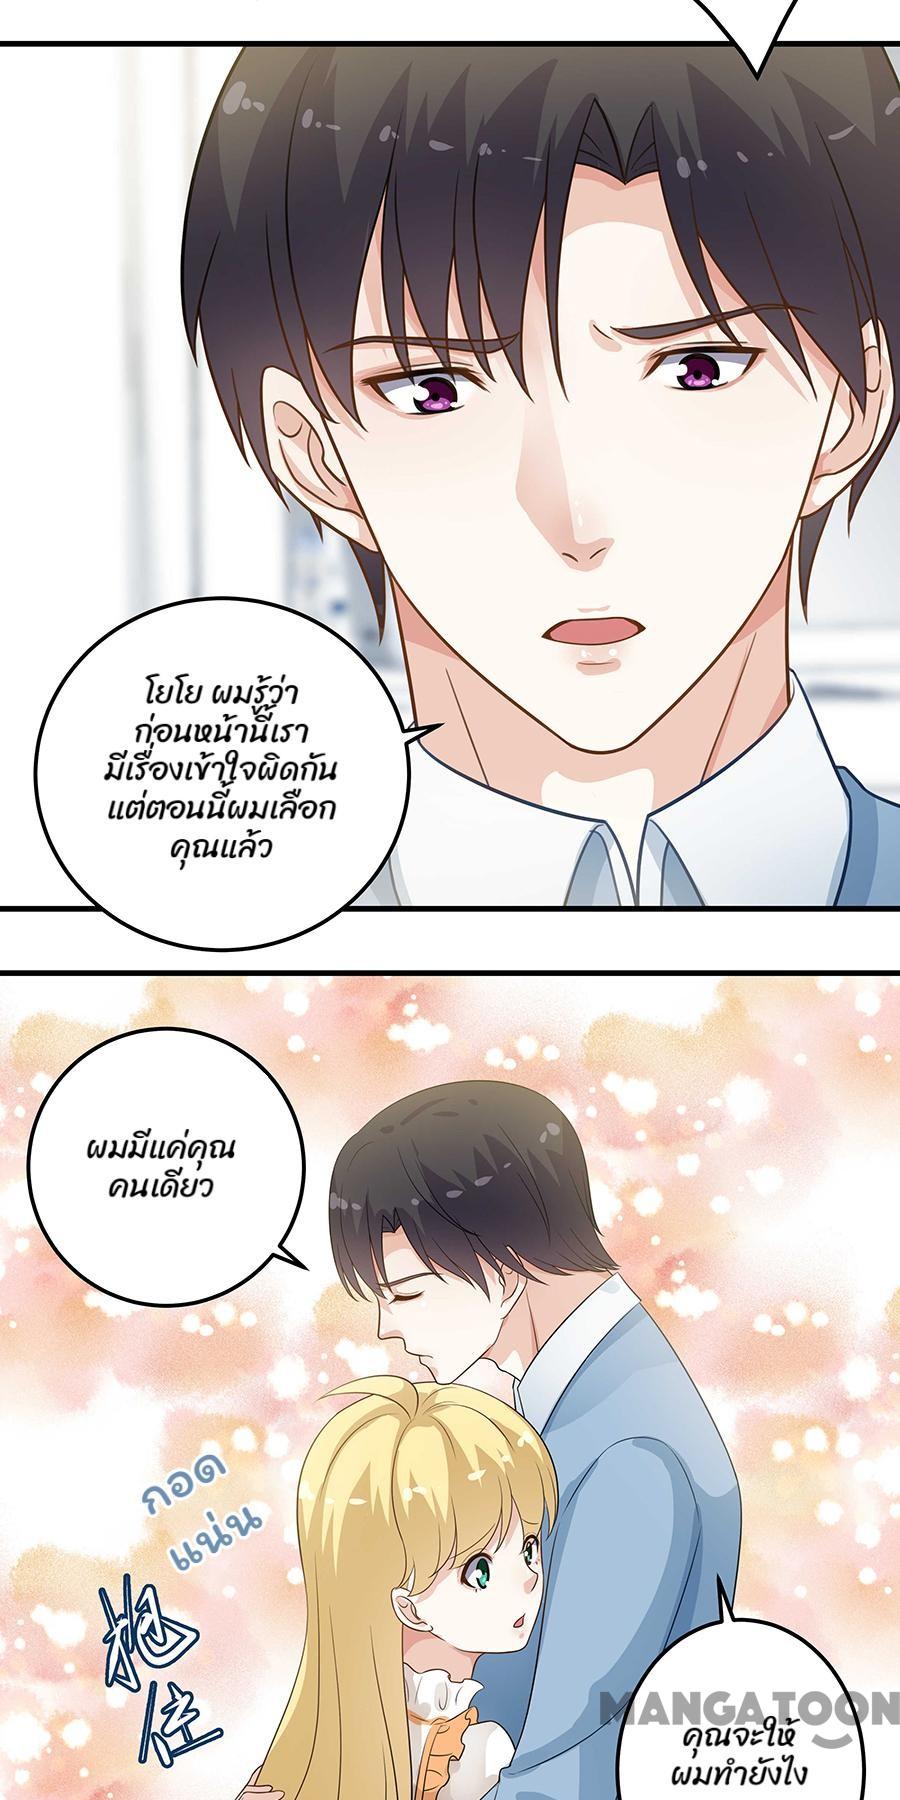 โยโย ผมรู้ว่า
ก่อนหน้านี้เรา
มีเรื่องเข้าใจผิดกัน
แต่ตอนนี้ผมเลือก
คุณแล้ว
ผมมีแค่คุณ
คนเดียว
กอด
แน่น
抱
住
MANGATOON
คุณจะให้
ผมทำยังไง